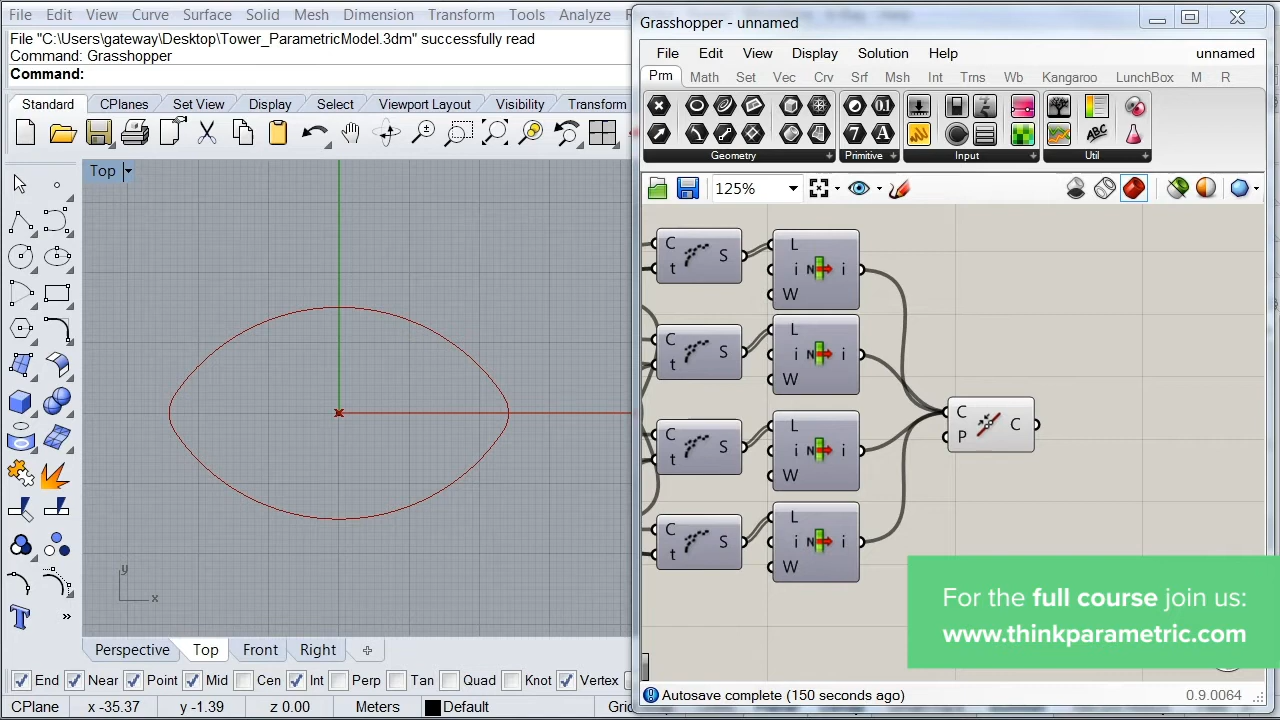 File Edit View Curve Surface Solid Mesh Dimension Transform Tools Analyze
File "C:\Users\gateway\Desktop\Tower_ParametricModel.3dm" successfully read
Command: Grasshopper
Command:
Standard CPlanes Set View Display Select Viewport Layout Visibility Transform
Top
y
x
Perspective Top Front Right
End Near Point Mid Cen Int Perp Tan Quad Knot Vertex
CPlane x -35.37 y -1.39 z 0.00 Meters Default Gri
Grasshopper - unnamed
File Edit View Display Solution Help unnamed
Prm Math Set Vec Crv Srf Msh Int Trns Wb Kangaroo LunchBox M R
Geometry Primitive Input Util
125%
C t S
L i W N i
C t S
L i W N i
C t S
L i W N i
C t S
L i W N i
C P C
For the full course join us:
www.thinkparametric.com
Autosave complete (150 seconds ago) 0.9.0064